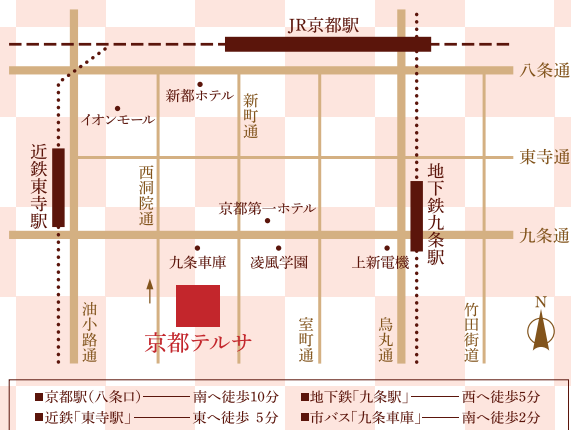 JR京都駅
八条通
新都ホテル
新町通
イオンモール
近鉄東寺駅
東寺通
西洞院通
地下鉄九条駅
京都第一ホテル
九条通
九条車庫
凌風学園
上新電機
油小路通
京都テルサ
室町通
烏丸通
竹田街道
N
■京都駅(八条口)――南へ徒歩10分
■地下鉄「九条駅」――西へ徒歩5分
■近鉄「東寺駅」――東へ徒歩 5分
■市バス「九条車庫」――南へ徒歩2分